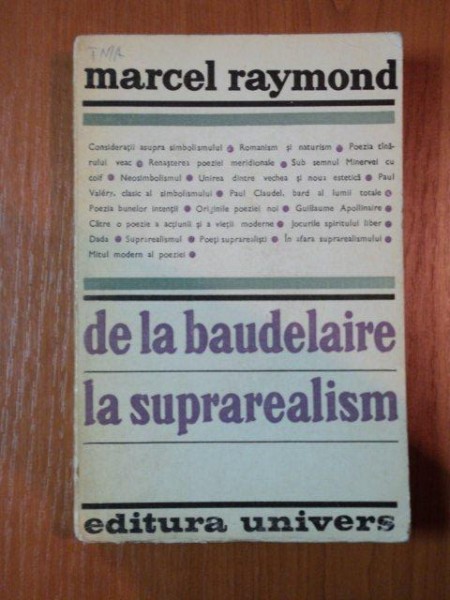 marcel raymond
Considerații asupra simbolismului ● Romanism și naturism ● Poezia tînă-
rului veac ● Renașterea poeziei meridionale ● Sub semnul Minervei cu
coif ● Neosimbolismul ● Unirea dintre vechea și noua estetică ● Paul
Valéry, clasic al simbolismului ● Paul Claudel, bard al lumii totale ●
Poezia bunelor intenții ● Originile poeziei noi ● Guillaume Apollinaire ●
Către o poezie a acțiunii și a vieții moderne ● Jocurile spiritului liber ●
Dada ● Suprarealismul ● Poeți suprarealiști ● În afara suprarealismului ●
Mitul modern al poeziei ●
de la baudelaire
la suprarealism
editura univers